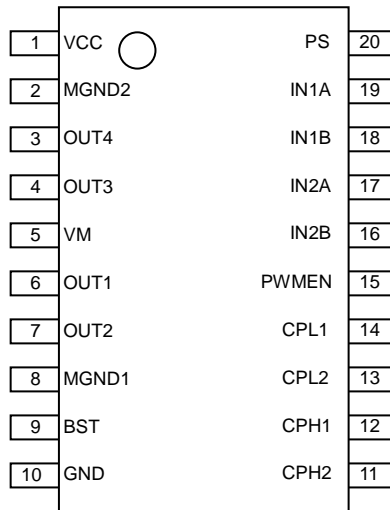 1 VCC PS 20
2 MGND2 IN1A 19
3 OUT4 IN1B 18
4 OUT3 IN2A 17
5 VM IN2B 16
6 OUT1 PWMEN 15
7 OUT2 CPL1 14
8 MGND1 CPL2 13
9 BST CPH1 12
10 GND CPH2 11